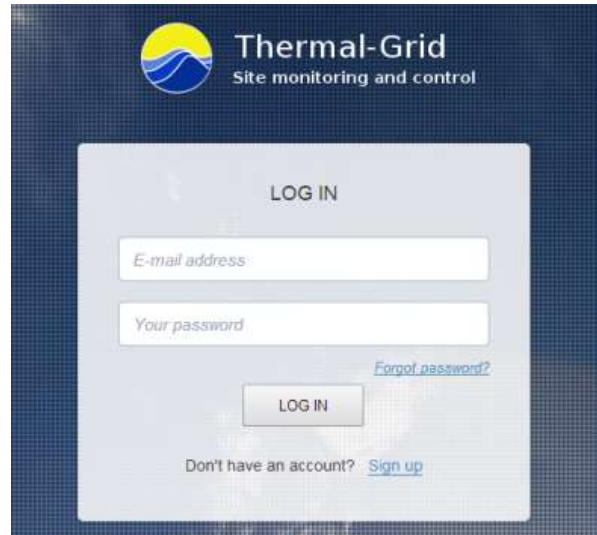 Thermal-Grid
Site monitoring and control
LOG IN
E-mail address
Your password
Forgot password?
LOG IN
Don't have an account? Sign up